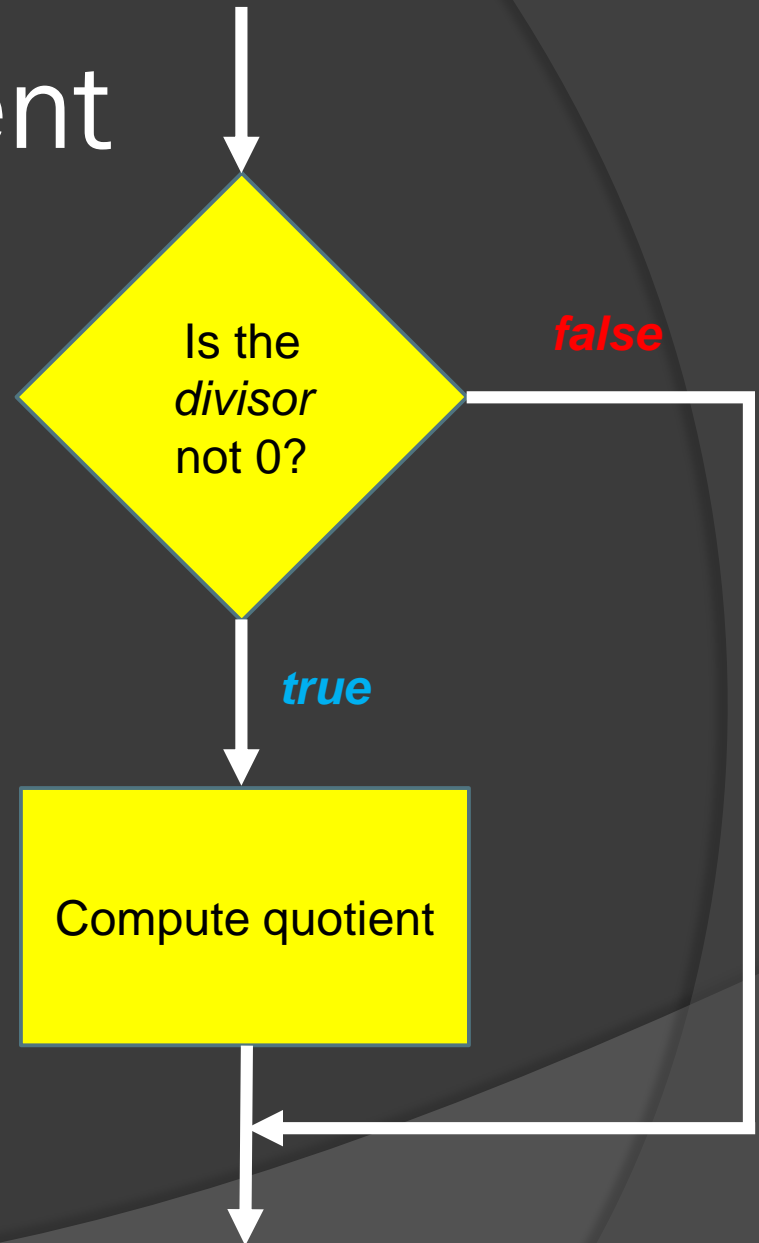 ent
Is the
divisor
not 0?
false
true
Compute quotient